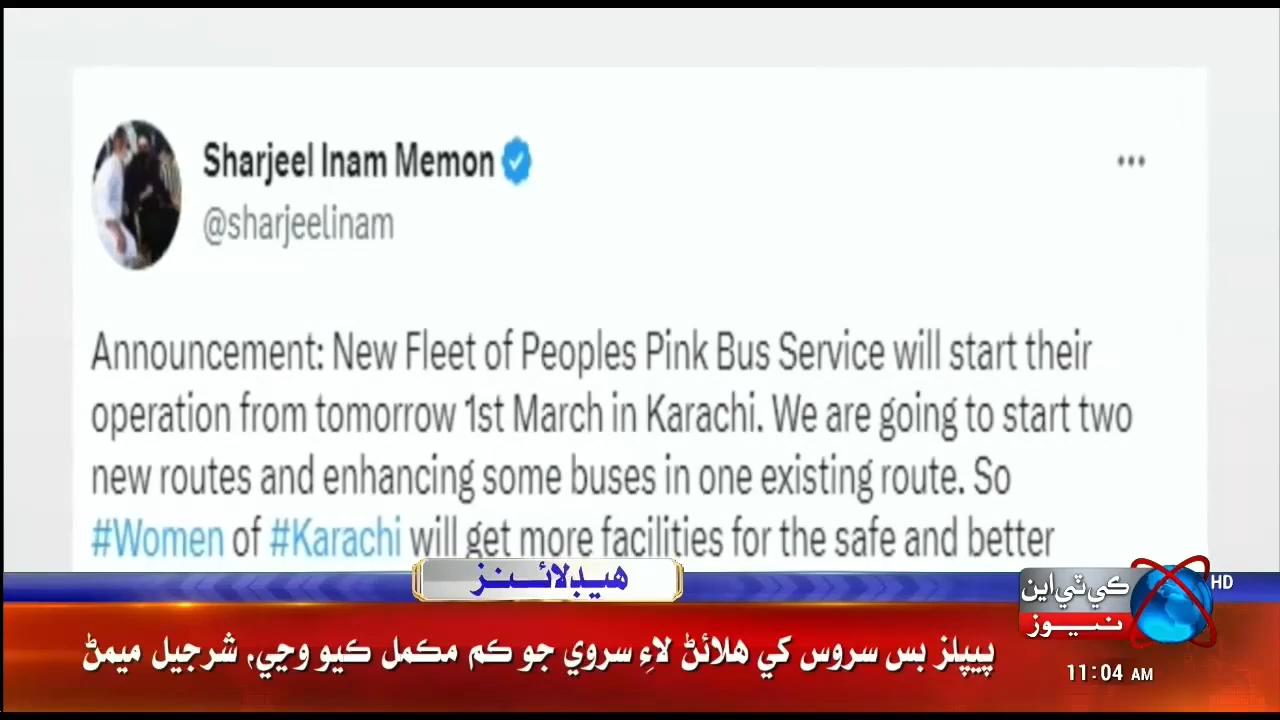 Sharjeel Inam Memon
@sharjeelinam
Announcement: New Fleet of Peoples Pink Bus Service will start their
operation from tomorrow 1st March in Karachi. We are going to start two
new routes and enhancing some buses in one existing route. So
#Women of #Karachi will get more facilities for the safe and better
هيڊلائينز
ڪي ٽي اين
نيوز
HD
پيپلز بس سروس کي هلائڻ لاءِ سروي جو ڪم مڪمل ڪيو وڃي، شرجيل ميمڻ
11:04 AM